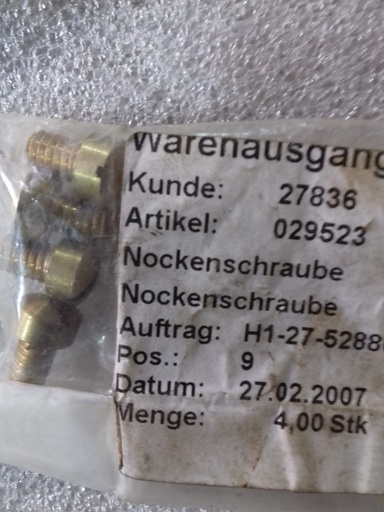 Warenausgang
Kunde: 27836
Artikel: 029523
Nockenschraube
Nockenschraube
Auftrag: H1-27-5288
Pos.: 9
Datum: 27.02.2007
Menge: 4,00 Stk